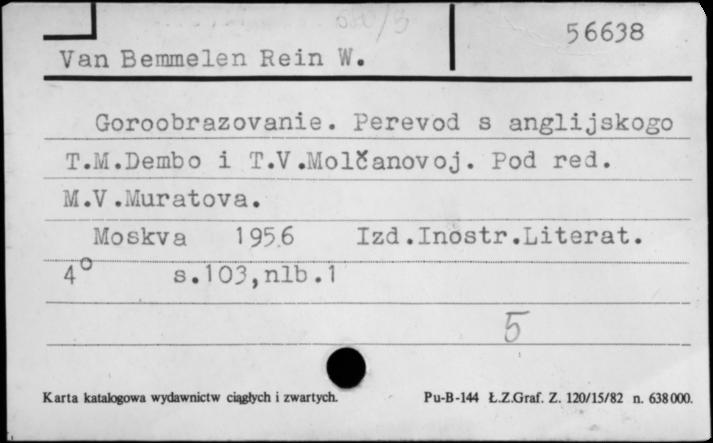 56638
Van Bemmelen Rein W.
Goroobrazovanie. Perevod s anglijskogo
T.M.Dembo i T.V.Molčanovoj. Pod red.
M.V.Muratova.
Moskva 1956 Izd.Inostr.Literat.
4° s.103,nlb.1
5
Karta katalogowa wydawnictw ciągłych i zwartych. Pu-B-144 Ł.Z.Graf. Z. 120/15/82 n. 638000.